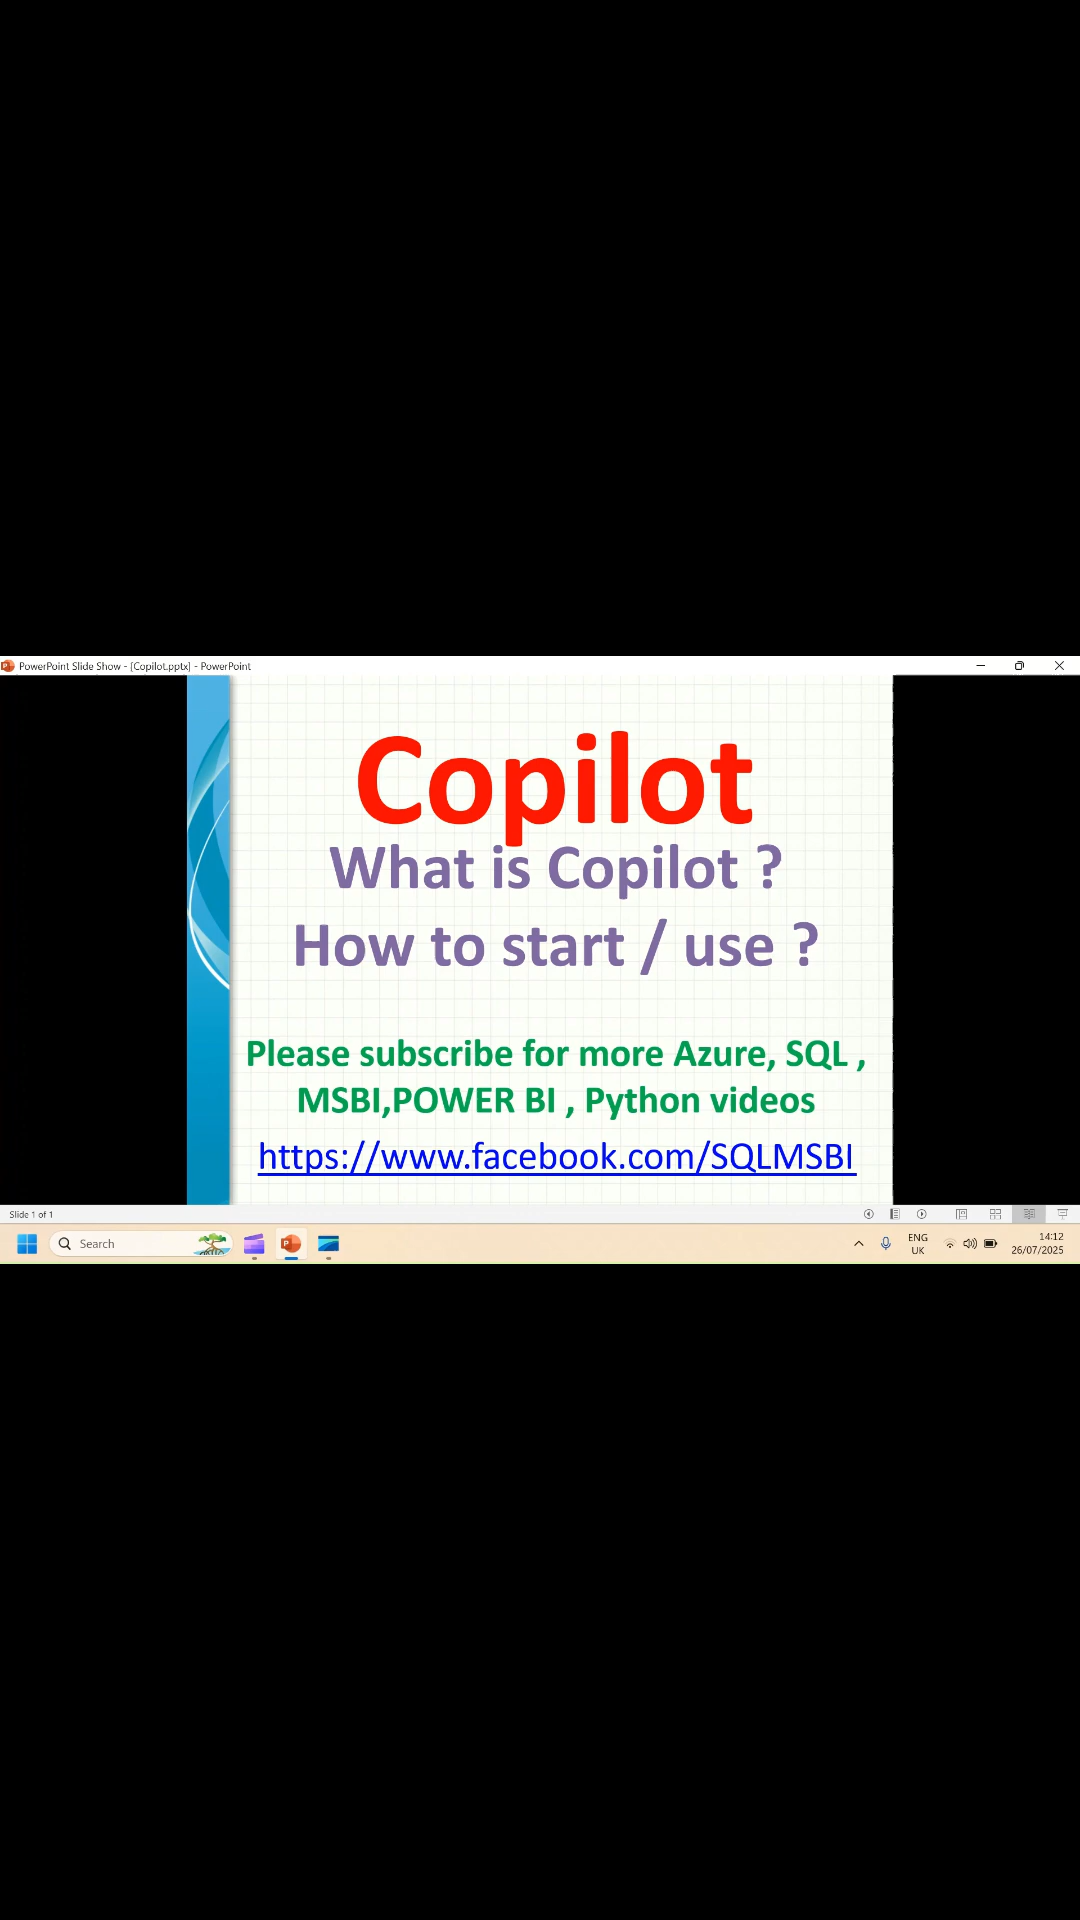 PowerPoint Slide Show - [Copilot.pptx] - PowerPoint
Copilot
What is Copilot ?
How to start / use ?
Please subscribe for more Azure, SQL ,
MSBI,POWER BI , Python videos
https://www.facebook.com/SQLMSBI
Slide 1 of 1
Search
ENG
UK
14:12
26/07/2025